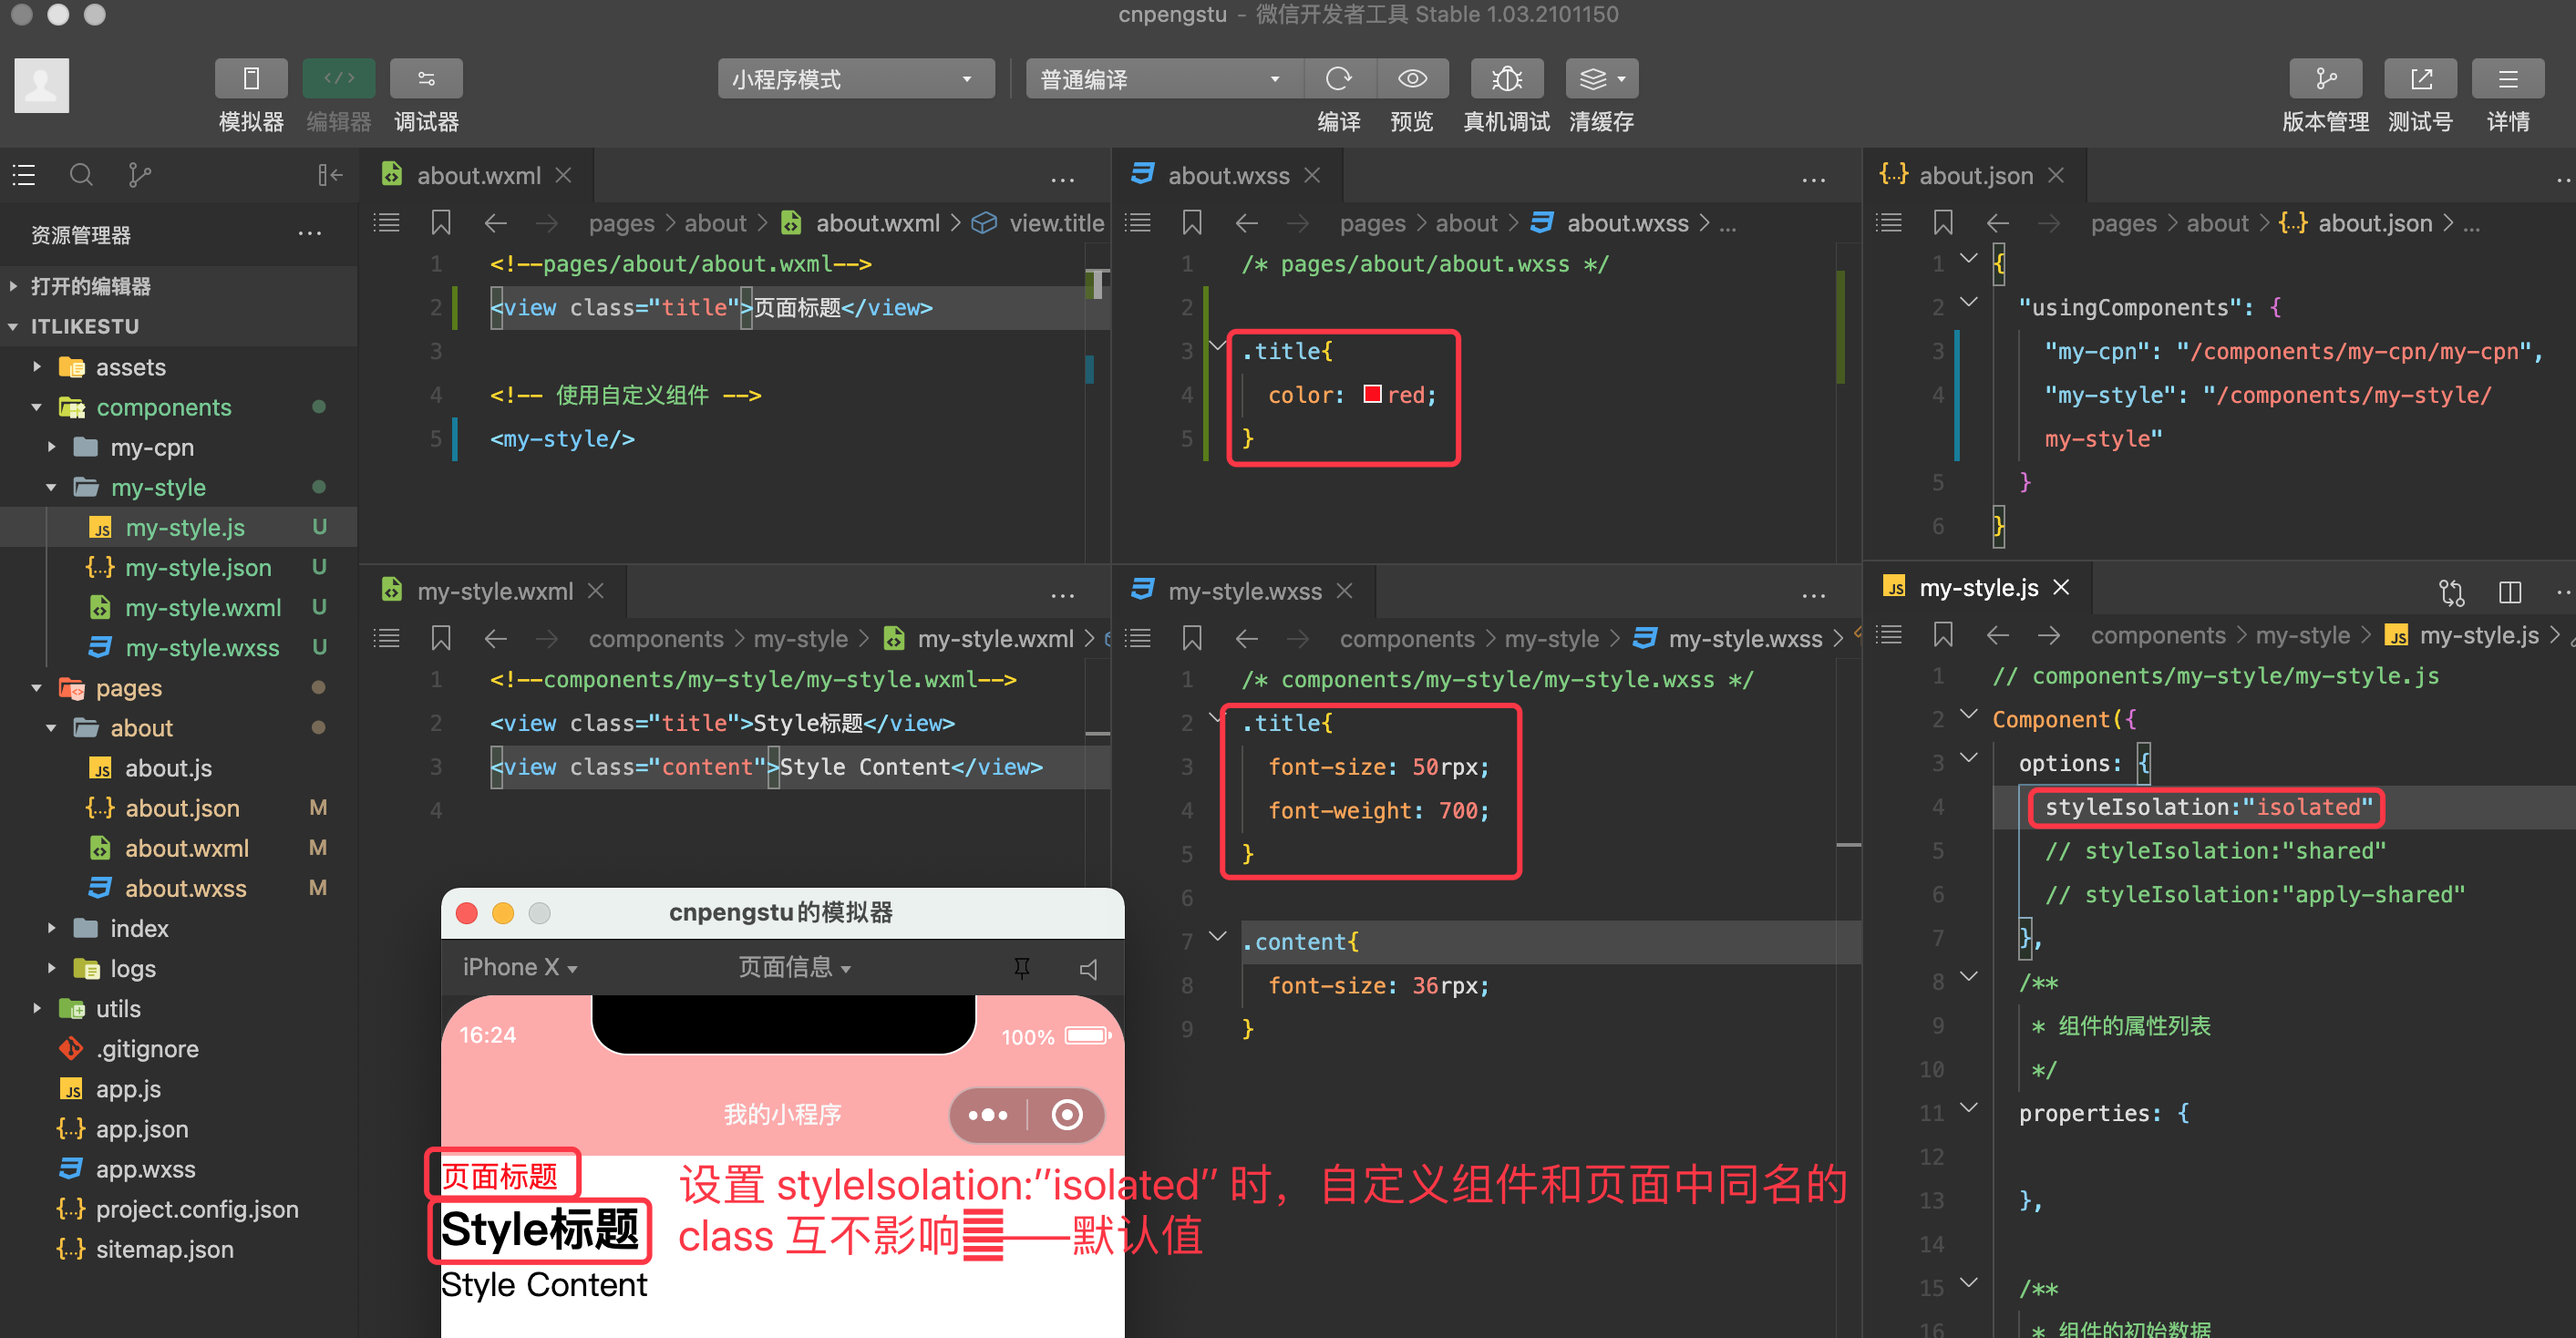 cnpengstu - 微信开发者工具 Stable 1.03.2101150
小程序模式
普通编译
模拟器 编辑器 调试器
编译 预览 真机调试 清缓存
版本管理 测试号 详情
资源管理器
打开的编辑器
ITLIKESTU
assets
components
my-cpn
my-style
my-style.js U
my-style.json U
my-style.wxml U
my-style.wxss U
pages
about
about.js
about.json M
about.wxml M
about.wxss M
index
logs
utils
.gitignore
app.js
app.json
app.wxss
project.config.json
sitemap.json
about.wxml
pages > about > about.wxml > view.title
1 <!--pages/about/about.wxml-->
2 <view class="title">页面标题</view>
3
4 <!-- 使用自定义组件 -->
5 <my-style/>
about.wxss
pages > about > about.wxss > ...
1 /* pages/about/about.wxss */
2
3 .title{
4 color: red;
5 }
about.json
pages > about > {..} about.json > ...
1 {
2 "usingComponents": {
3 "my-cpn": "/components/my-cpn/my-cpn",
4 "my-style": "/components/my-style/
my-style"
5 }
6 }
my-style.wxml
components > my-style > my-style.wxml >
1 <!--components/my-style/my-style.wxml-->
2 <view class="title">Style标题</view>
3 <view class="content">Style Content</view>
4
my-style.wxss
components > my-style > my-style.wxss >
1 /* components/my-style/my-style.wxss */
2 .title{
3 font-size: 50rpx;
4 font-weight: 700;
5 }
6
7 .content{
8 font-size: 36rpx;
9 }
my-style.js
components > my-style > JS my-style.js >
1 // components/my-style/my-style.js
2 Component({
3 options: {
4 styleIsolation:"isolated"
5 // styleIsolation:"shared"
6 // styleIsolation:"apply-shared"
7 },
8 /**
9 * 组件的属性列表
10 */
11 properties: {
12
13 },
14
15 /**
16 * 组件的初始数据
cnpengstu的模拟器
iPhone X 页面信息
16:24 100%
我的小程序
页面标题
Style标题
Style Content
设置 styleIsolation:”isolated” 时，自定义组件和页面中同名的
class 互不影响——默认值